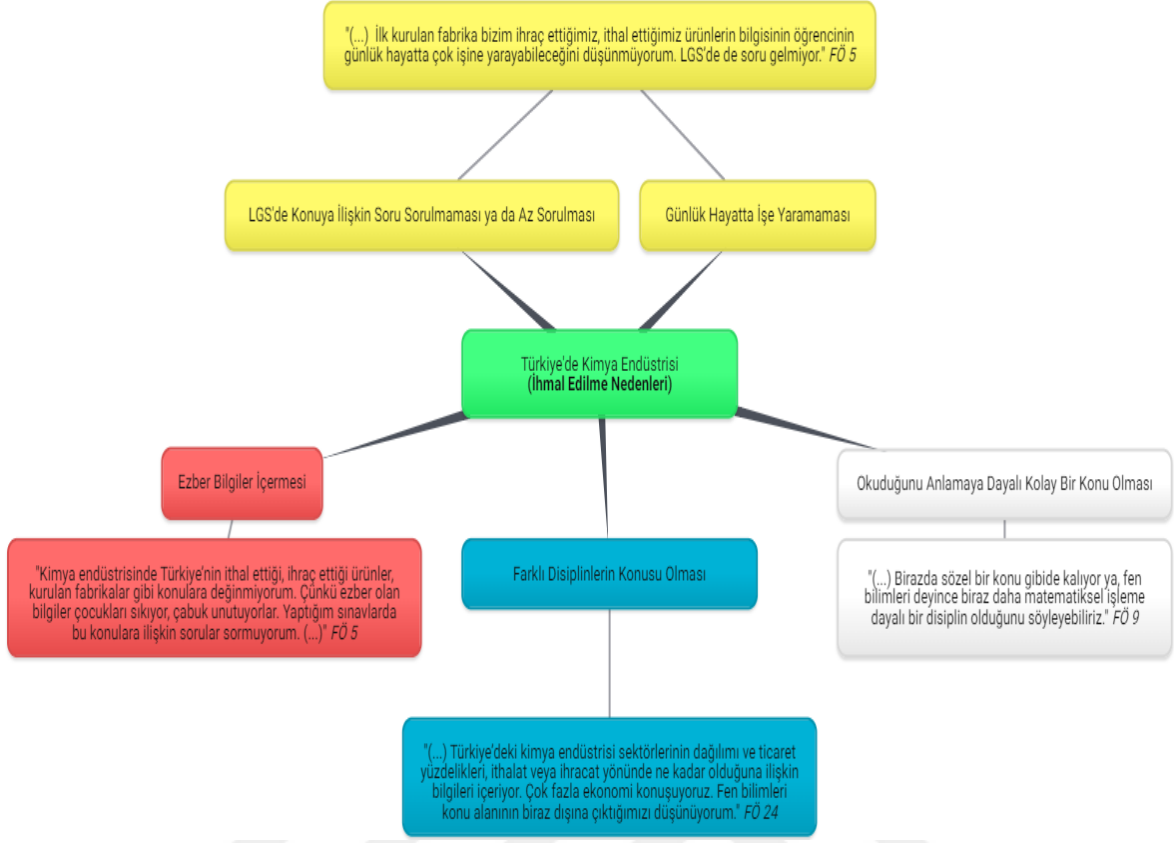 "(...) İlk kurulan fabrika bizim ihraç ettiğimiz, ithal ettiğimiz ürünlerin bilgisinin öğrencinin
günlük hayatta çok işine yarayabileceğini düşünmüyorum. LGS'de de soru gelmiyor." FÖ 5
LGS'de Konuya İlişkin Soru Sorulmaması ya da Az Sorulması
Günlük Hayatta İşe Yaramaması
Türkiye'de Kimya Endüstrisi
(İhmal Edilme Nedenleri)
Ezber Bilgiler İçermesi
"Kimya endüstrisinde Türkiye'nin ithal ettiği, ihraç ettiği ürünler,
kurulan fabrikalar gibi konulara değinmiyorum. Çünkü ezber olan
bilgiler çocukları sıkıyor, çabuk unutuyorlar. Yaptığım sınavlarda
bu konulara ilişkin sorular sormuyorum. (...)" FÖ 5
Farklı Disiplinlerin Konusu Olması
"(...) Türkiye'deki kimya endüstrisi sektörlerinin dağılımı ve ticaret
yüzdelikleri, ithalat veya ihracat yönünde ne kadar olduğuna ilişkin
bilgileri içeriyor. Çok fazla ekonomi konuşuyoruz. Fen bilimleri
konu alanının biraz dışına çıktığımızı düşünüyorum." FÖ 24
Okuduğunu Anlamaya Dayalı Kolay Bir Konu Olması
"(...) Birazda sözel bir konu gibide kalıyor ya, fen
bilimleri deyince biraz daha matematiksel işleme
dayalı bir disiplin olduğunu söyleyebiliriz." FÖ 9